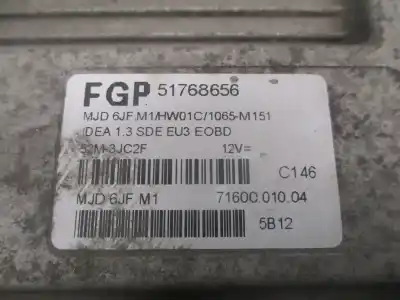 FGP 51768656
MJD 6JF.M1/HW01C/1065-M151
IDEA 1.3 SDE EU3 EOBD
12V=
C146
MJD 6JF.M1 71600.010.04
5B12